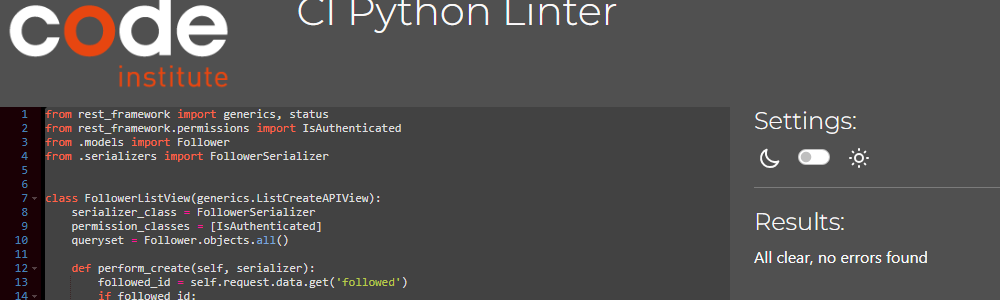 CI Python Linter
code
institute
1 from rest_framework import generics, status
2 from rest_framework.permissions import IsAuthenticated
3 from .models import Follower
4 from .serializers import FollowerSerializer
5
6
7 class FollowerListView(generics.ListCreateAPIView):
8 serializer_class = FollowerSerializer
9 permission_classes = [IsAuthenticated]
10 queryset = Follower.objects.all()
11
12 def perform_create(self, serializer):
13 followed_id = self.request.data.get('followed')
14 if followed_id:
Settings:
Results:
All clear, no errors found